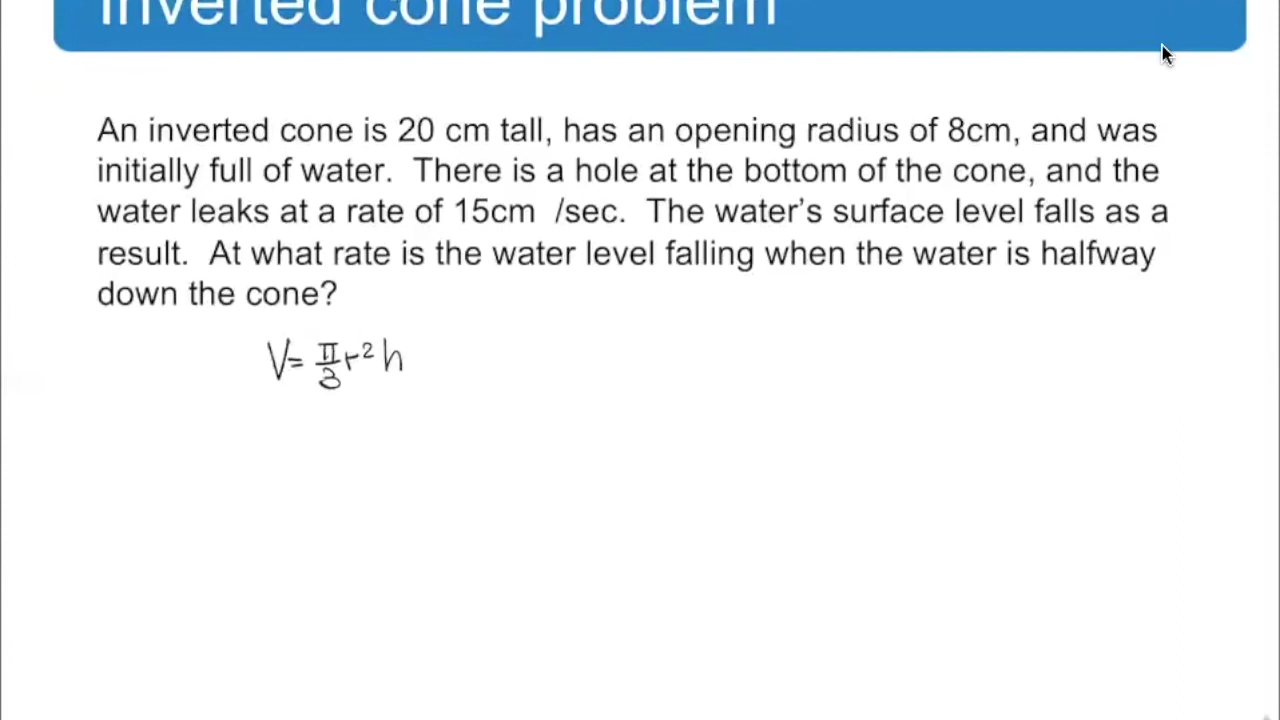 Inverted cone problem
An inverted cone is 20 cm tall, has an opening radius of 8cm, and was
initially full of water. There is a hole at the bottom of the cone, and the
water leaks at a rate of 15cm /sec. The water’s surface level falls as a
result. At what rate is the water level falling when the water is halfway
down the cone?
V= π/3 r² h